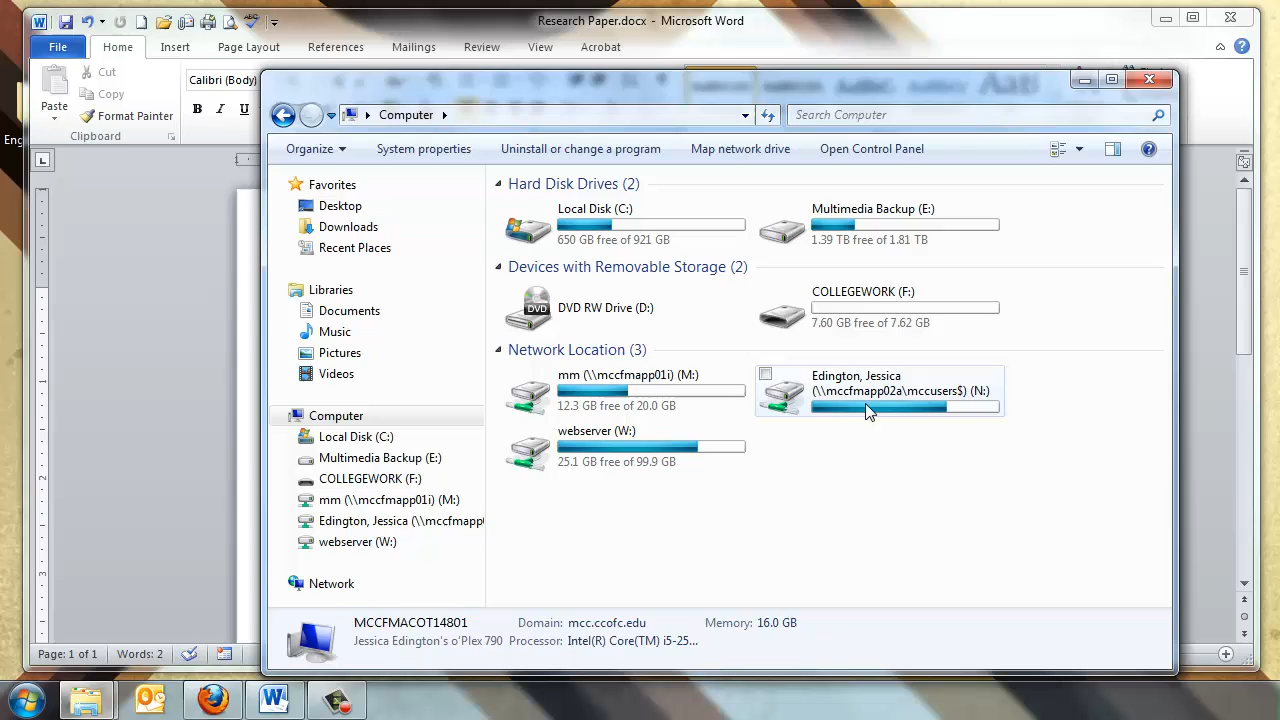 Research Paper.docx - Microsoft Word
File Home Insert Page Layout References Mailings Review View Acrobat
Cut
Copy
Paste
Format Painter
Clipboard
Calibri (Body)
B I U
Eng
Computer
Search Computer
Organize System properties Uninstall or change a program Map network drive Open Control Panel
Favorites
Desktop
Downloads
Recent Places
Libraries
Documents
Music
Pictures
Videos
Computer
Local Disk (C:)
Multimedia Backup (E:)
COLLEGEWORK (F:)
mm (\\mccfmapp01i) (M:)
Edington, Jessica (\\mccfmapp
webserver (W:)
Network
Hard Disk Drives (2)
Local Disk (C:)
650 GB free of 921 GB
Multimedia Backup (E:)
1.39 TB free of 1.81 TB
Devices with Removable Storage (2)
DVD
DVD RW Drive (D:)
COLLEGEWORK (F:)
7.60 GB free of 7.62 GB
Network Location (3)
mm (\\mccfmapp01i) (M:)
12.3 GB free of 20.0 GB
Edington, Jessica
(\\mccfmapp02a\mccusers$) (N:)
webserver (W:)
25.1 GB free of 99.9 GB
MCCFMACOT14801 Domain: mcc.ccofc.edu Memory: 16.0 GB
Jessica Edington's o'Plex 790 Processor: Intel(R) Core(TM) i5-25...
1
2
3
Page: 1 of 1 Words: 2